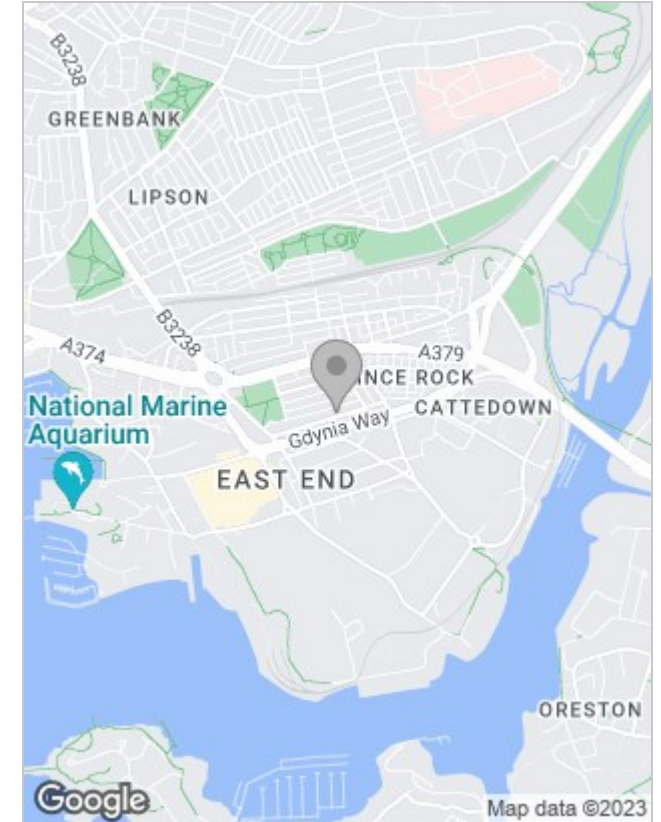 B3238
GREENBANK
LIPSON
B3238
A374
A379
INCE ROCK
National Marine
Aquarium
CATTEDOWN
Gdynia Way
EAST END
ORESTON
Google
Map data ©2023